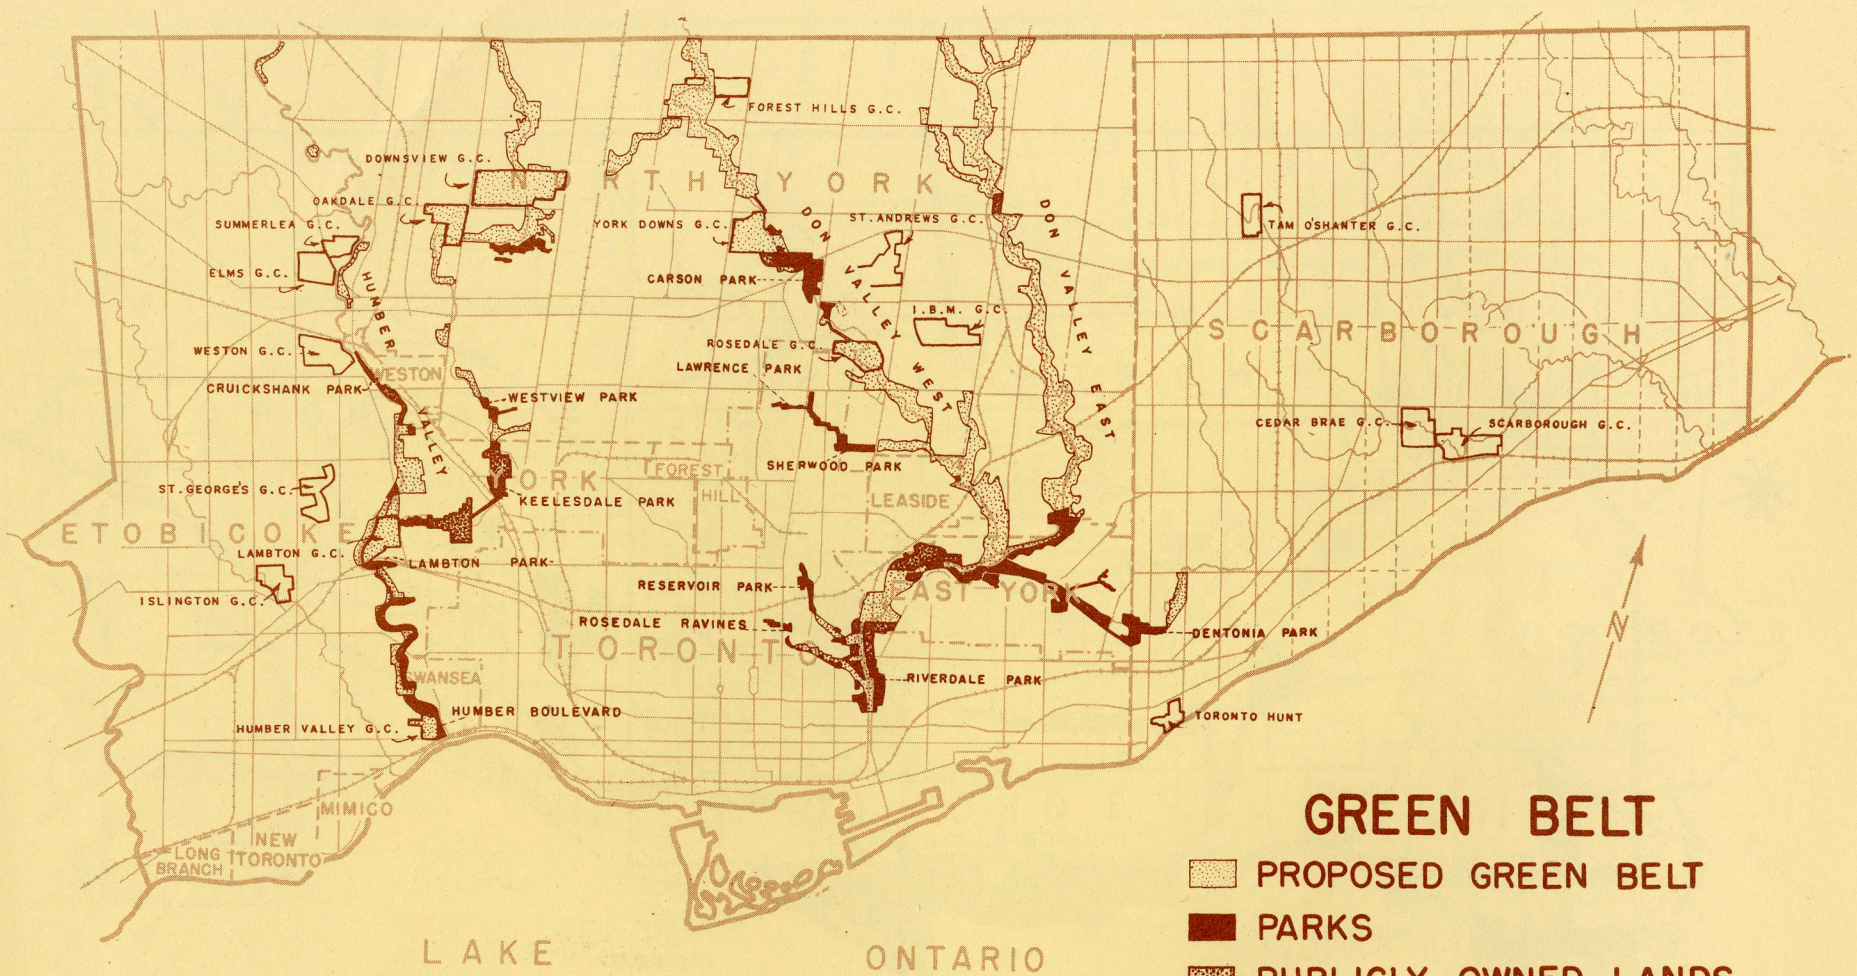 FOREST HILLS G.C.
DOWNSVIEW G.C.
NORTH YORK
OAKDALE G.C.
SUMMERLEA G.C.
YORK DOWNS G.C.
DON VALLEY WEST
ST. ANDREWS G.C.
DON VALLEY EAST
TAM O'SHANTER G.C.
ELMS G.C.
HUMBER VALLEY
CARSON PARK
I.B.M. G.C.
SCARBOROUGH
ROSEDALE G.C.
WESTON G.C.
WESTON
LAWRENCE PARK
CRUICKSHANK PARK
WESTVIEW PARK
CEDAR BRAE G.C.
SCARBOROUGH G.C.
SHERWOOD PARK
FOREST
HILL
YORK
ST. GEORGE'S G.C.
KEELESDALE PARK
LEASIDE
ETOBICOKE
LAMBTON G.C.
LAMBTON PARK
ISLINGTON G.C.
RESERVOIR PARK
EAST YORK
ROSEDALE RAVINES
DENTONIA PARK
TORONTO
SWANSEA
RIVERDALE PARK
N
HUMBER BOULEVARD
HUMBER VALLEY G.C.
TORONTO HUNT
MIMICO
NEW
TORONTO
LONG
BRANCH
LAKE ONTARIO
GREEN BELT
PROPOSED GREEN BELT
PARKS
PUBLICLY OWNED LANDS